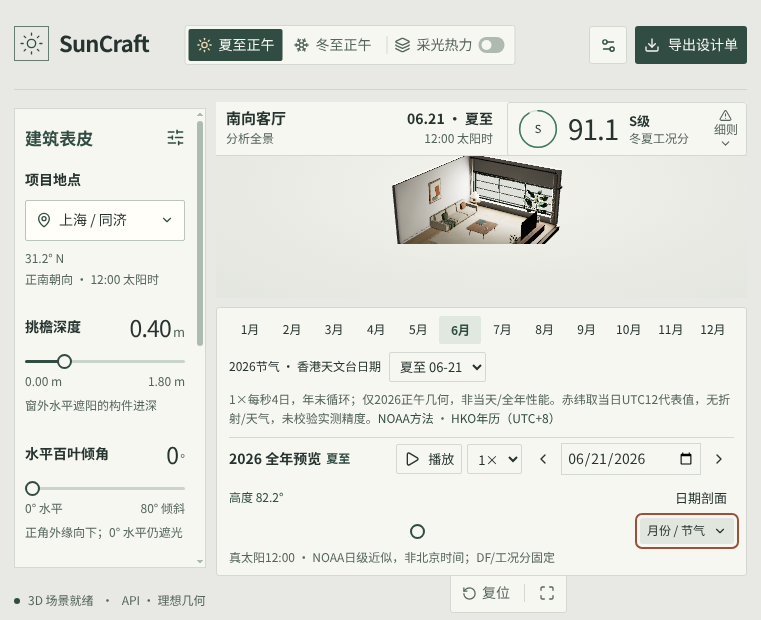 SunCraft
夏至正午
冬至正午
采光热力
导出设计单
建筑表皮
项目地点
上海 / 同济
31.2° N
正南朝向 · 12:00 太阳时
挑檐深度
0.40 m
0.00 m
1.80 m
窗外水平遮阳的构件进深
水平百叶倾角
0°
0° 水平
80° 倾斜
正角外缘向下；0° 水平仍遮光
3D 场景就绪 · API · 理想几何
南向客厅
06.21 · 夏至
分析全景
12:00 太阳时
S
91.1
S级
冬夏工况分
细则
1月 2月 3月 4月 5月 6月 7月 8月 9月 10月 11月 12月
2026节气 · 香港天文台日期
夏至 06-21
1×每秒4日，年末循环；仅2026正午几何，非当天/全年性能。赤纬取当日UTC12代表值，无折
射/天气，未校验实测精度。NOAA方法 · HKO年历（UTC+8）
2026 全年预览 夏至
播放
1×
06/21/2026
高度 82.2°
日期剖面
月份 / 节气
真太阳12:00 · NOAA日级近似，非北京时间；DF/工况分固定
复位